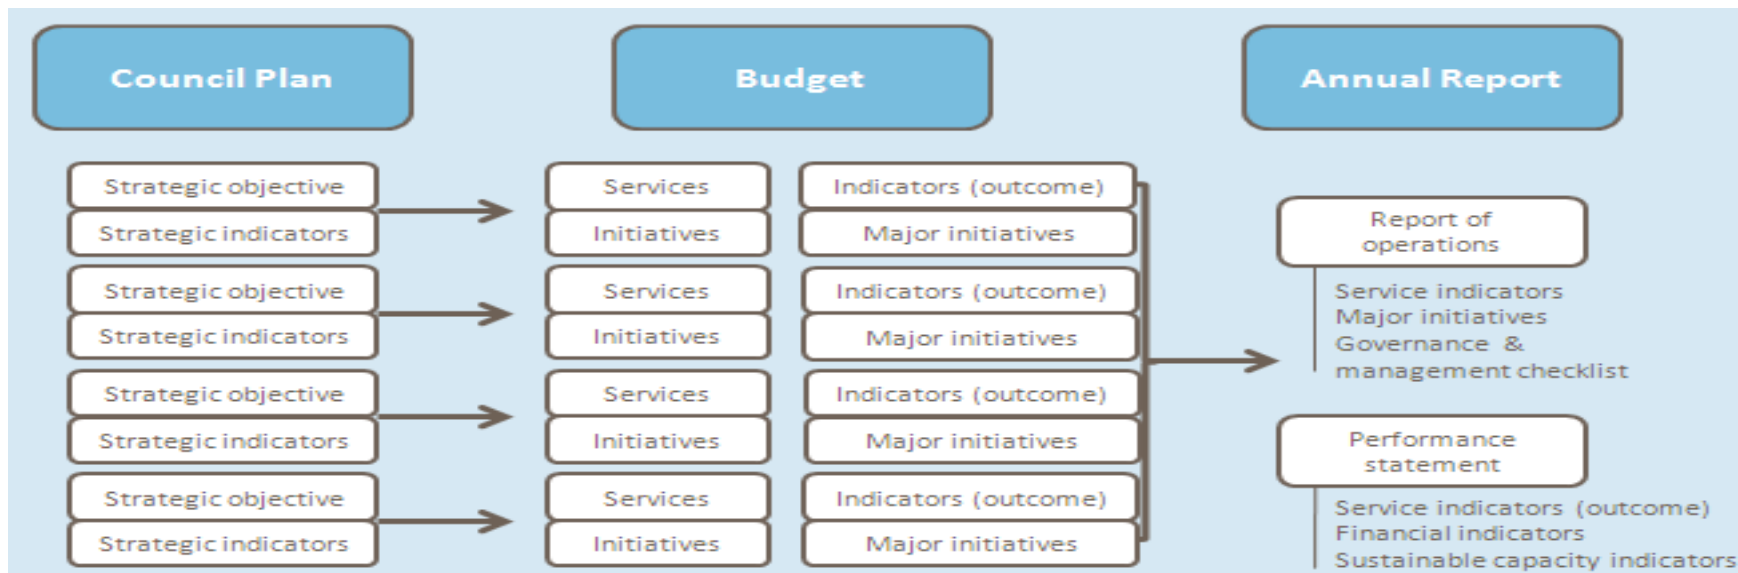 Council Plan
Budget
Annual Report
Strategic objective
Strategic indicators
Strategic objective
Strategic indicators
Strategic objective
Strategic indicators
Strategic objective
Strategic indicators
Services
Initiatives
Services
Initiatives
Services
Initiatives
Services
Initiatives
Indicators (outcome)
Major initiatives
Indicators (outcome)
Major initiatives
Indicators (outcome)
Major initiatives
Indicators (outcome)
Major initiatives
Report of
operations
Service indicators
Major initiatives
Governance &
management checklist
Performance
statement
Service indicators (outcome)
Financial indicators
Sustainable capacity indicators